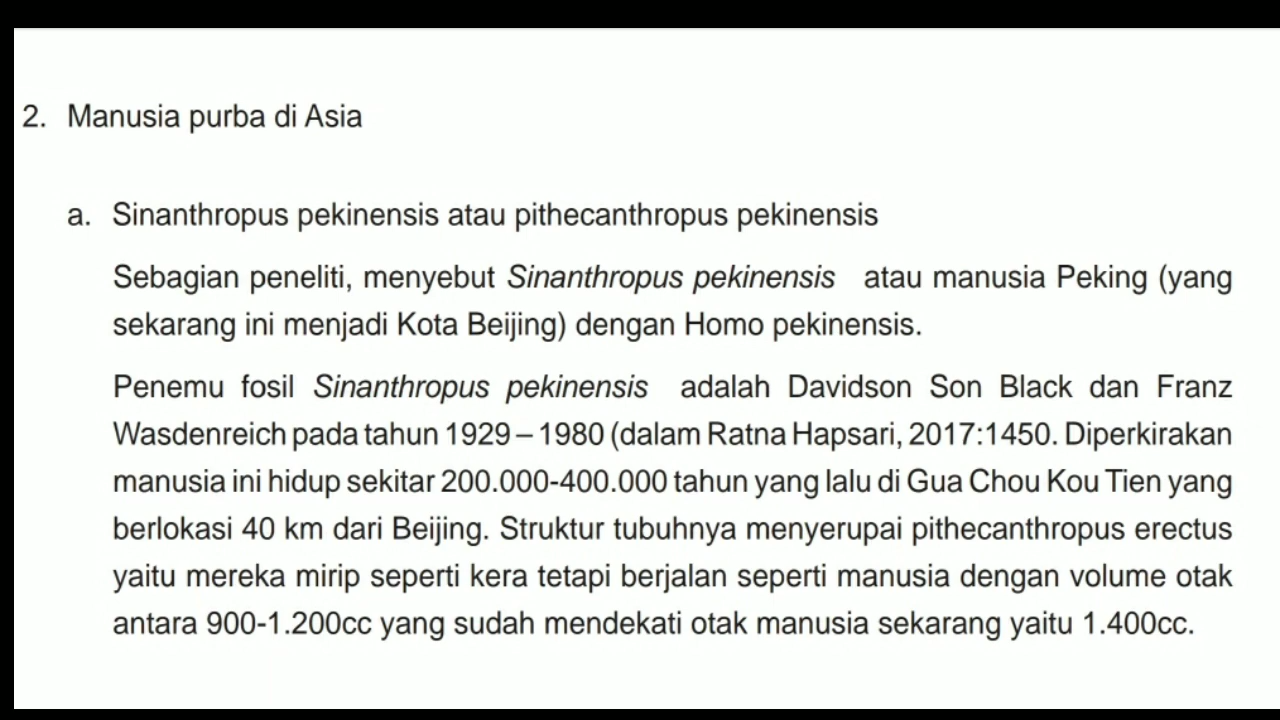 2. Manusia purba di Asia
a. Sinanthropus pekinensis atau pithecanthropus pekinensis
Sebagian peneliti, menyebut Sinanthropus pekinensis atau manusia Peking (yang
sekarang ini menjadi Kota Beijing) dengan Homo pekinensis.
Penemu fosil Sinanthropus pekinensis adalah Davidson Son Black dan Franz
Wasdenreich pada tahun 1929 – 1980 (dalam Ratna Hapsari, 2017:1450. Diperkirakan
manusia ini hidup sekitar 200.000-400.000 tahun yang lalu di Gua Chou Kou Tien yang
berlokasi 40 km dari Beijing. Struktur tubuhnya menyerupai pithecanthropus erectus
yaitu mereka mirip seperti kera tetapi berjalan seperti manusia dengan volume otak
antara 900-1.200cc yang sudah mendekati otak manusia sekarang yaitu 1.400cc.